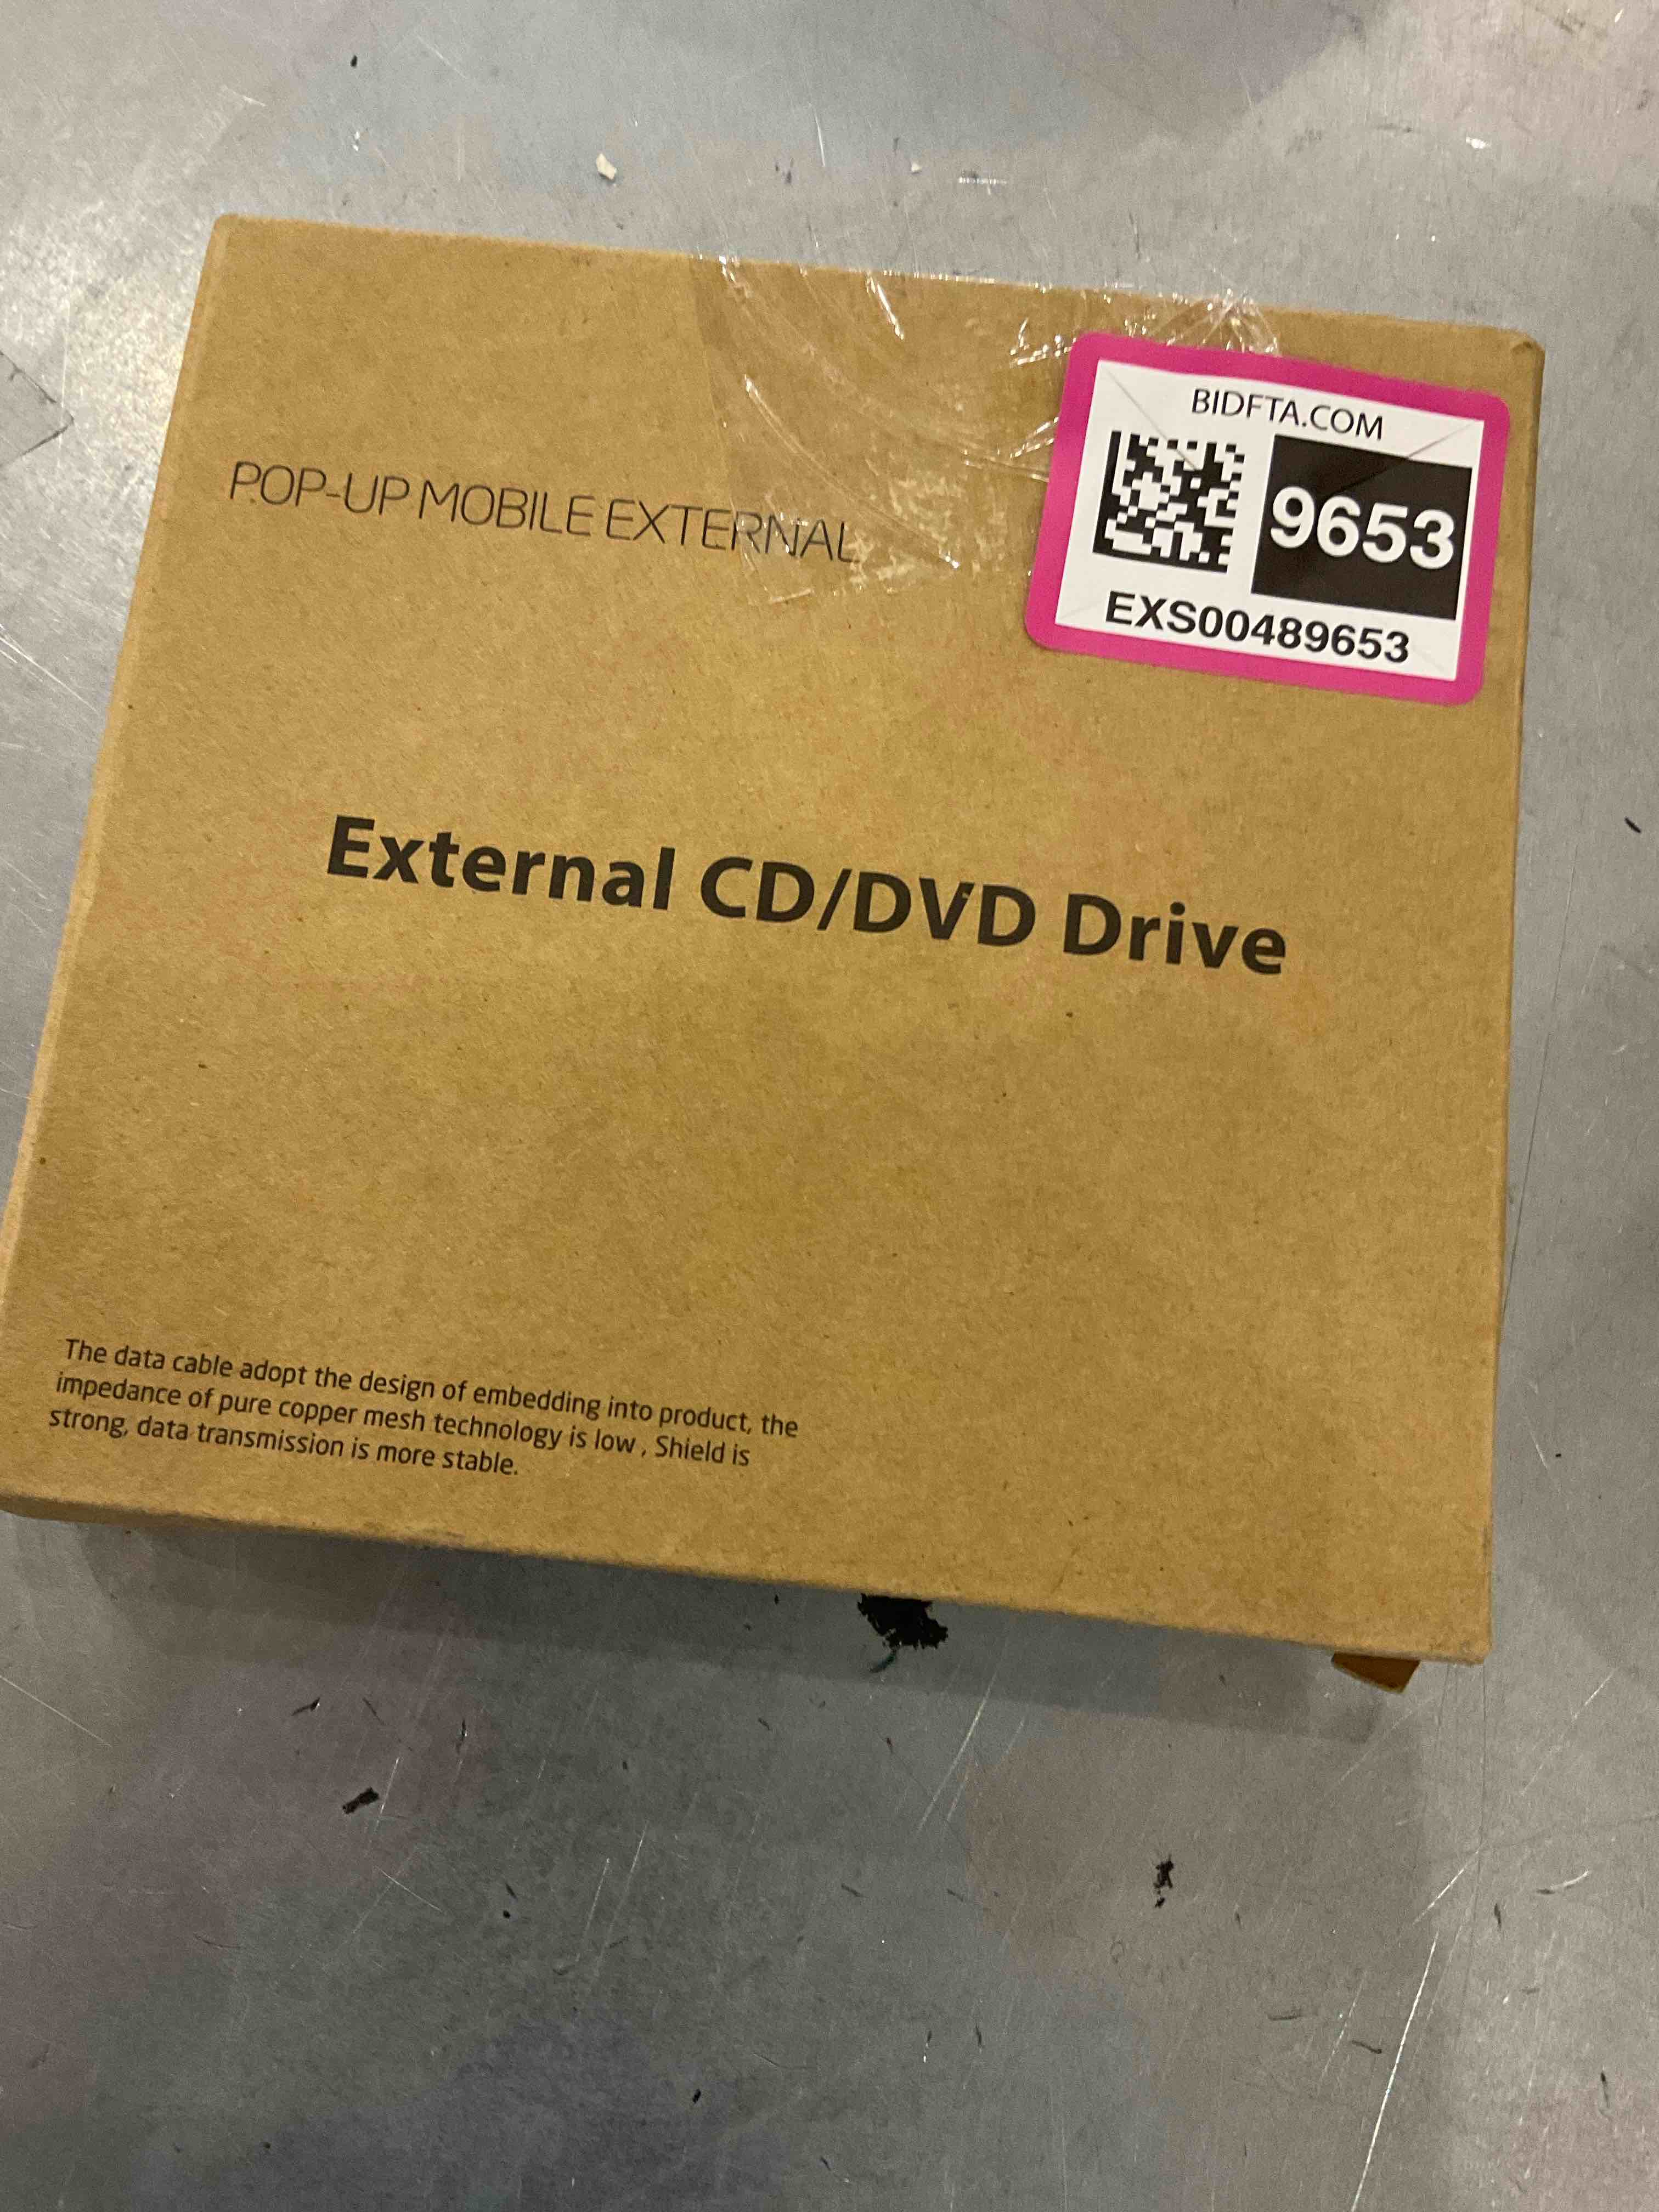 BIDFTA.COM
9653
EXS00489653
POP-UP MOBILE EXTERNAL
External CD/DVD Drive
The data cable adopt the design of embedding into product, the
impedance of pure copper mesh technology is low , Shield is
strong, data transmission is more stable.